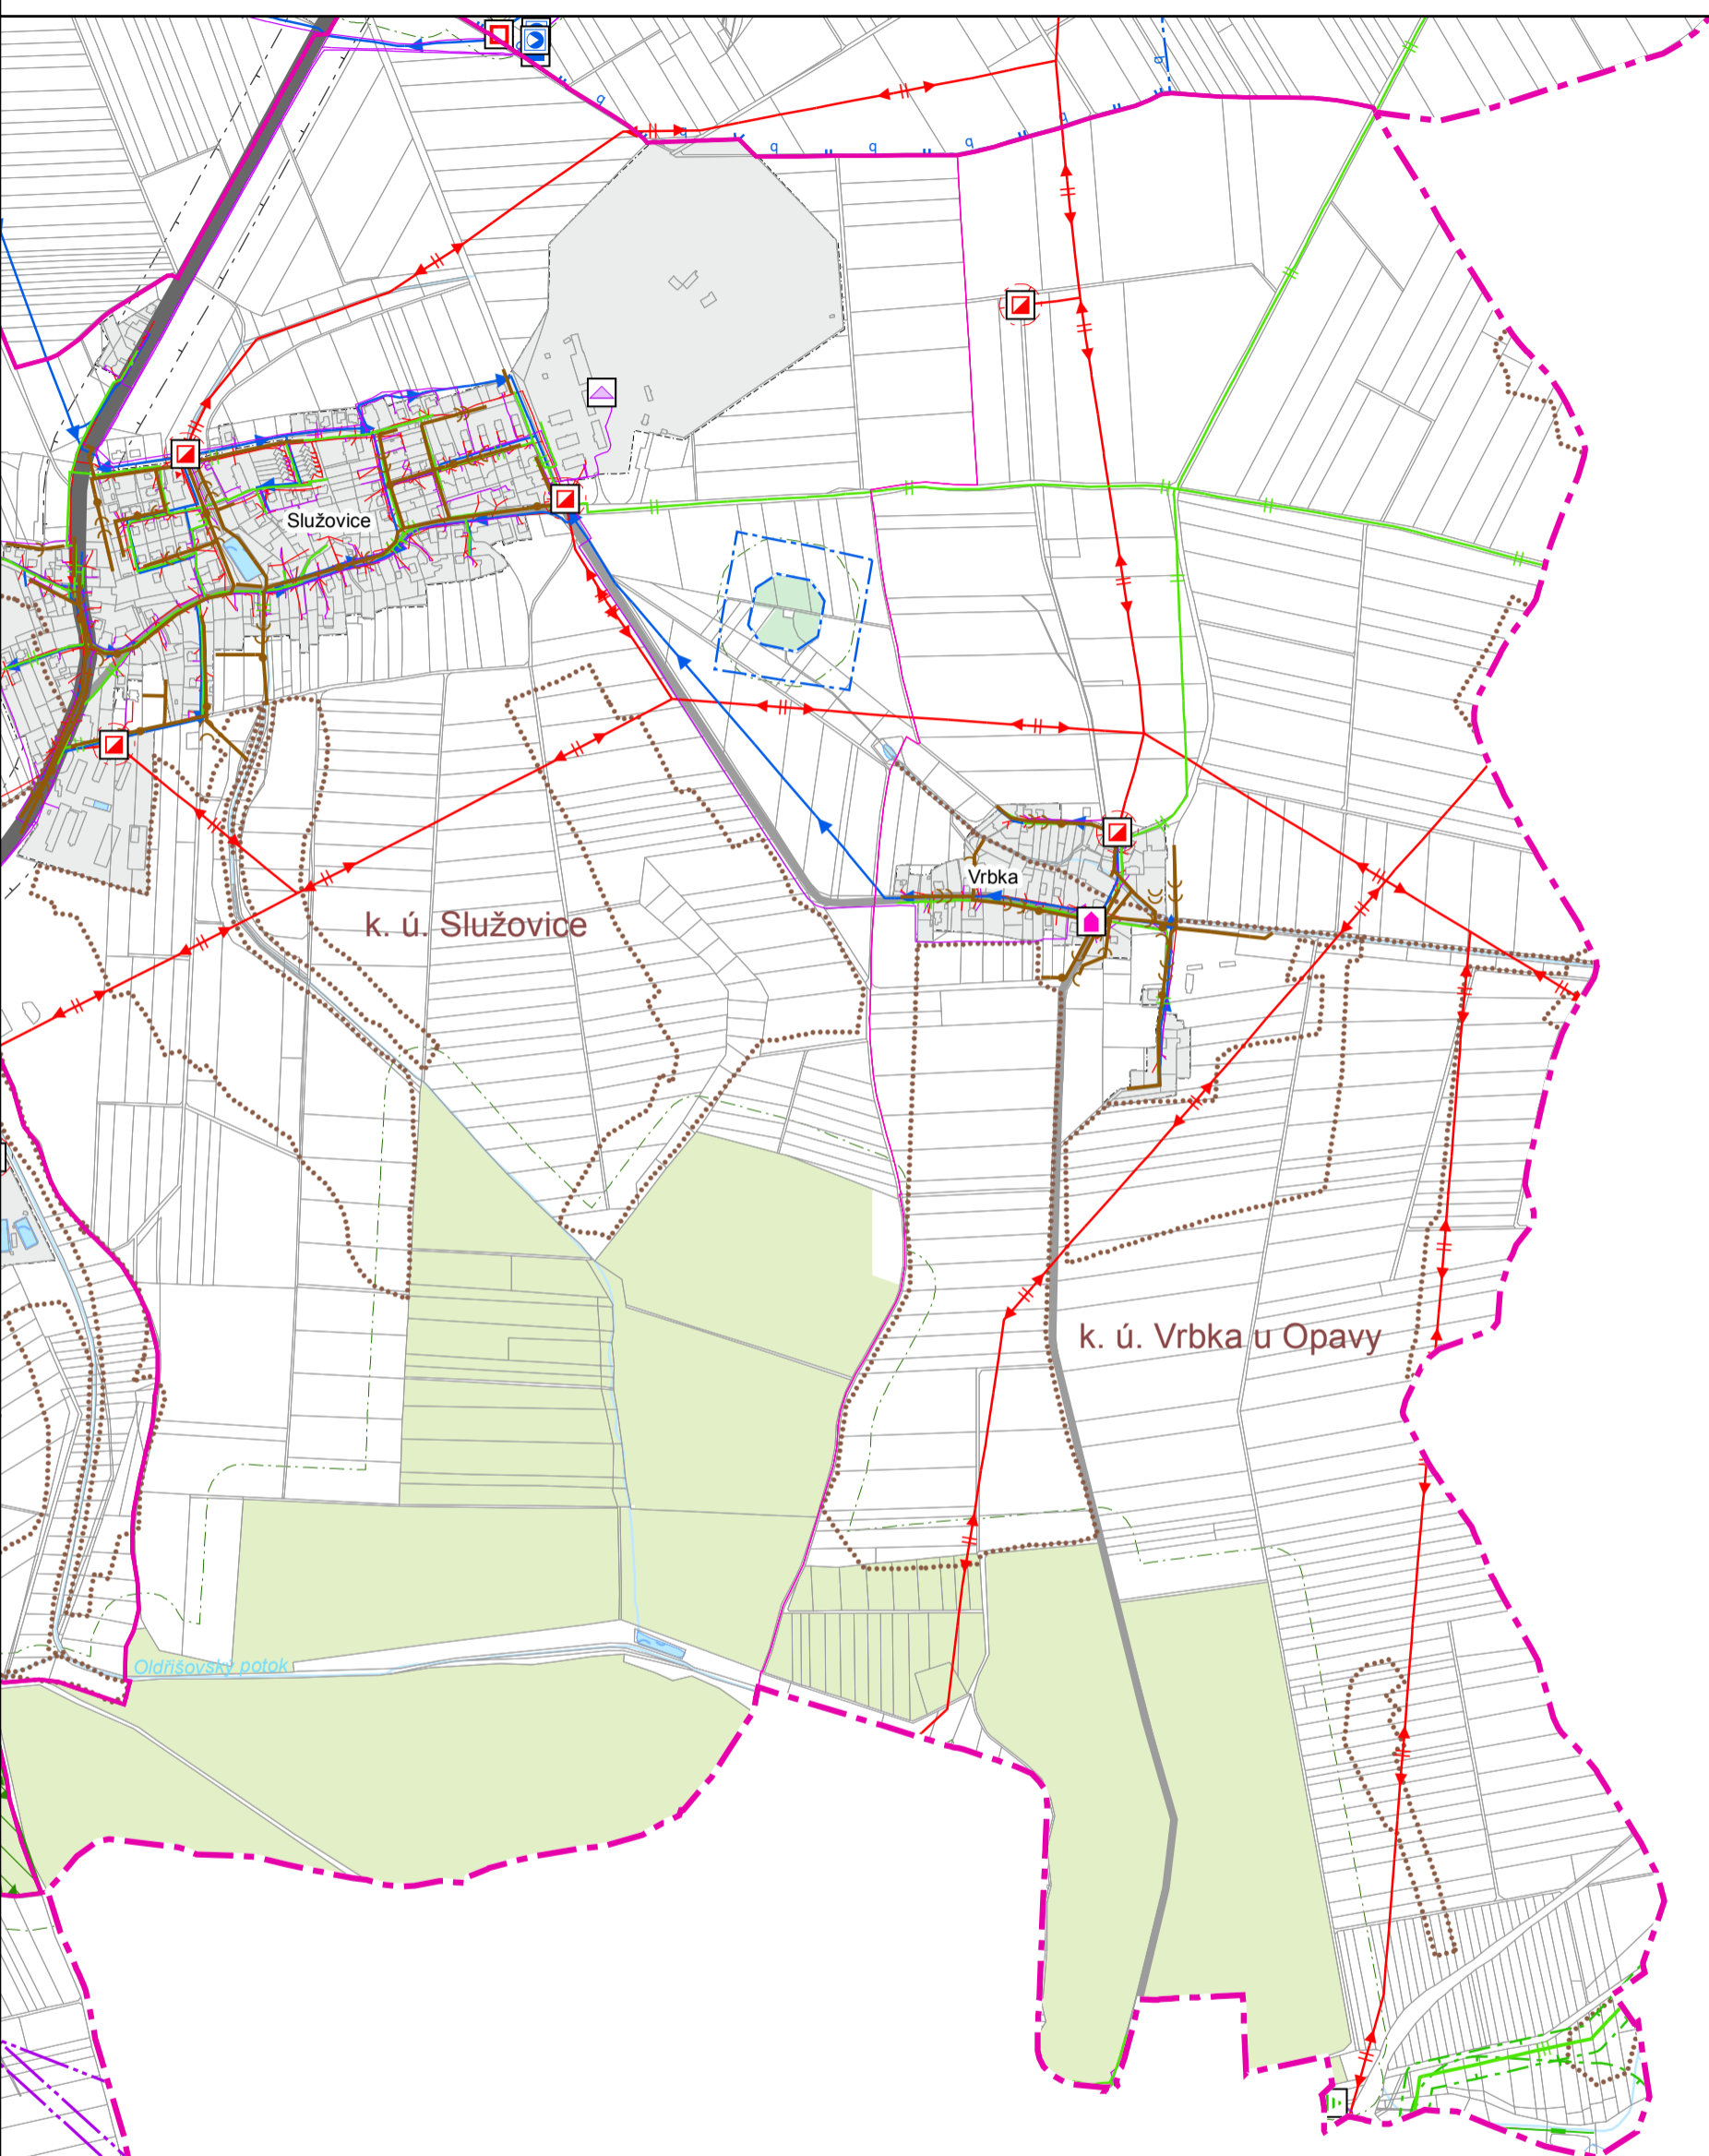 q
q
q
q
q
q
q
Služovice
Vrbka
k. ú. Služovice
k. ú. Vrbka u Opavy
Oldřišovský potok